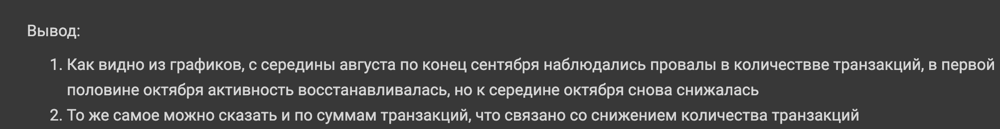 Вывод:
1. Как видно из графиков, с середины августа по конец сентября наблюдались провалы в количествве транзакций, в первой
половине октября активность восстанавливалась, но к середине октября снова снижалась
2. То же самое можно сказать и по суммам транзакций, что связано со снижением количества транзакций